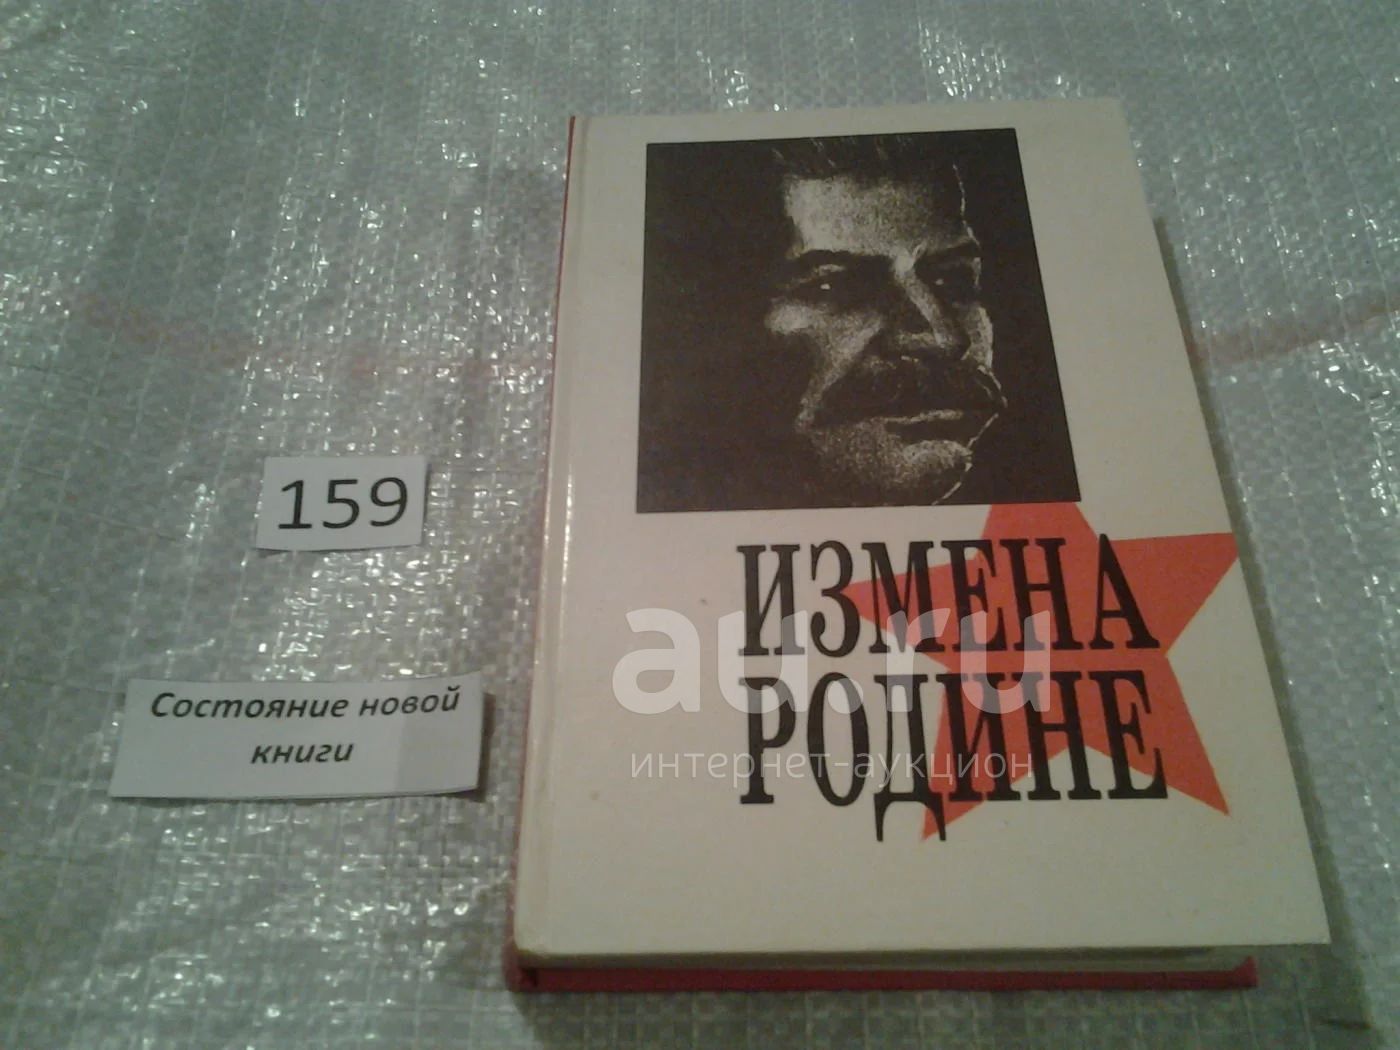 159
Состояние новой
книги
ИЗМЕНА
РОДИНЕ
au.ru
интернет-аукцион